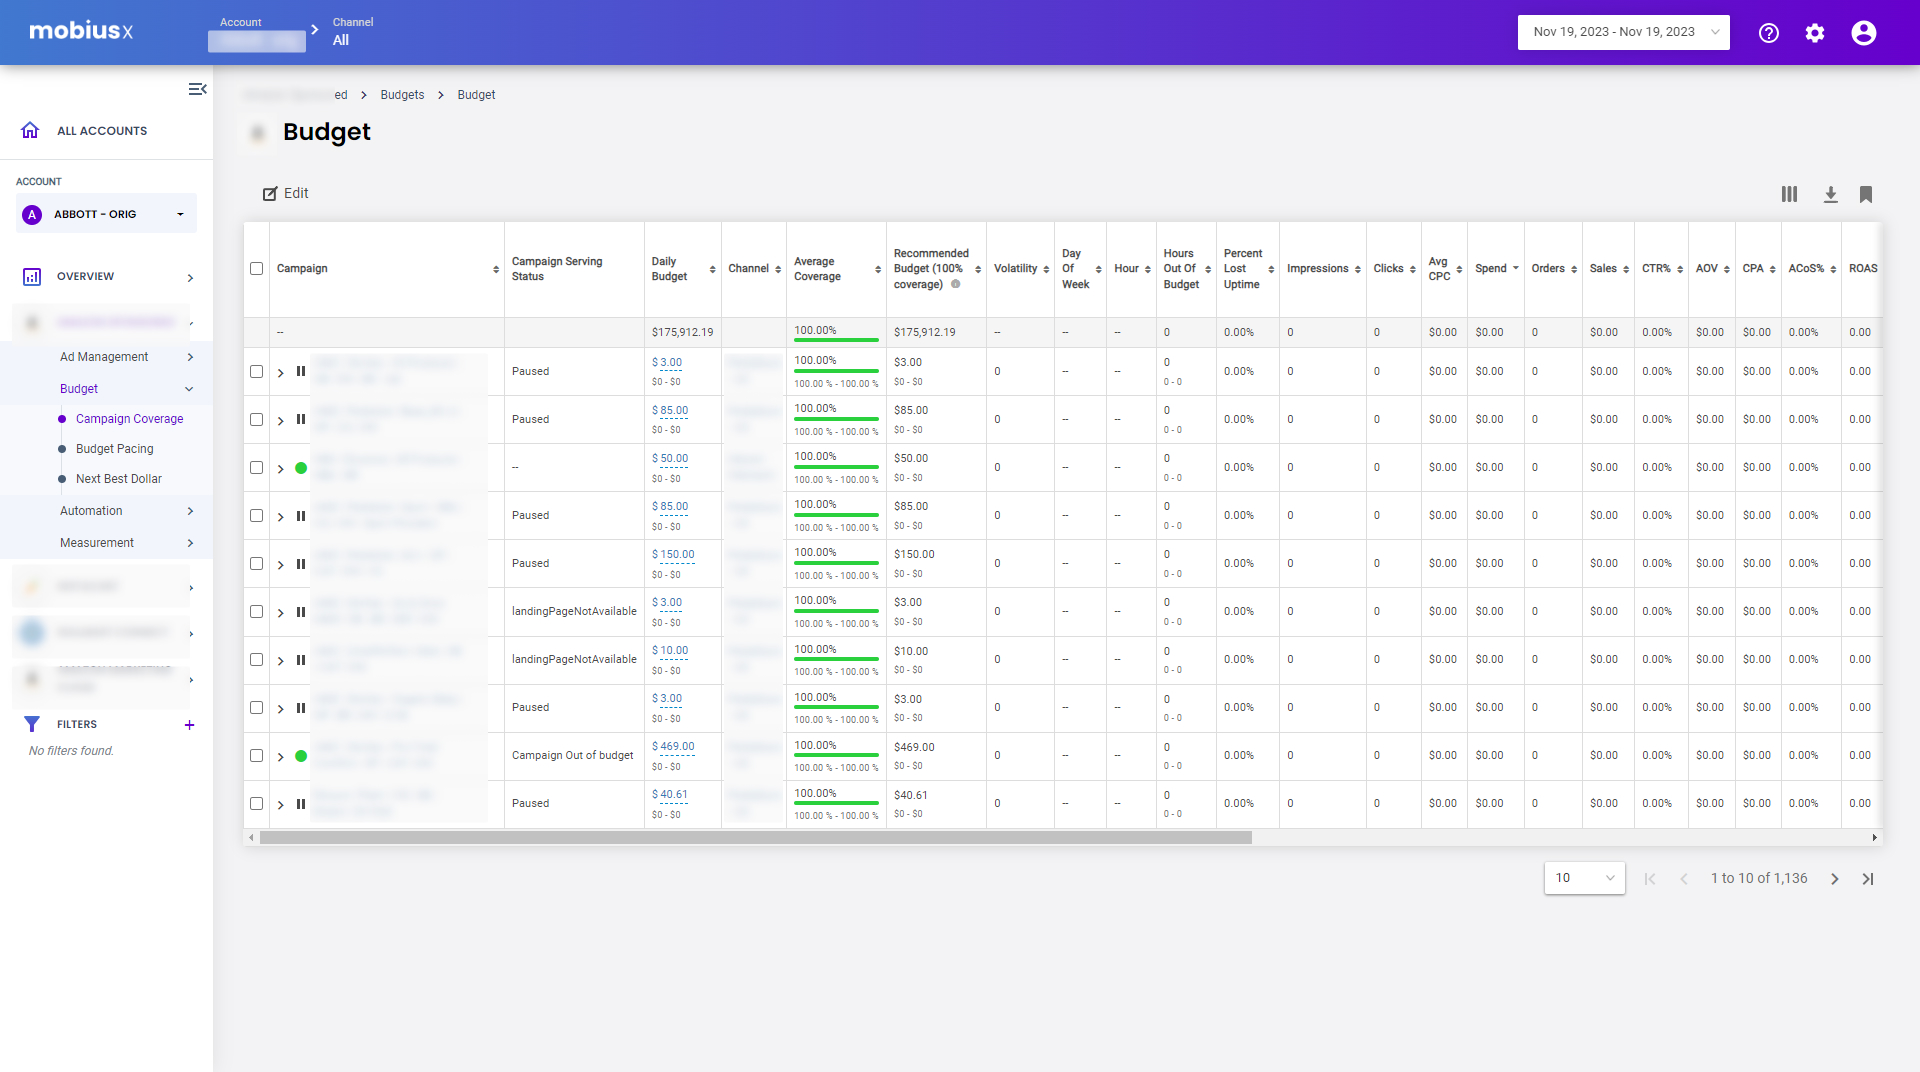 mobiusx
Account
Channel
All
Nov 19, 2023 - Nov 19, 2023
ALL ACCOUNTS
ACCOUNT
A ABBOTT - ORIG
OVERVIEW
Ad Management
Budget
Campaign Coverage
Budget Pacing
Next Best Dollar
Automation
Measurement
FILTERS +
No filters found.
ed > Budgets > Budget
Budget
Edit
Campaign Campaign Serving Status Daily Budget Channel Average Coverage Recommended Budget (100% coverage) Volatility Day Of Week Hour Hours Out Of Budget Percent Lost Uptime Impressions Clicks Avg CPC Spend Orders Sales CTR% AOV CPA ACoS% ROAS
-- $175,912.19 100.00% $175,912.19 -- -- -- 0 0.00% 0 0 $0.00 $0.00 0 $0.00 0.00% $0.00 $0.00 0.00% 0.00
Paused $ 3.00 100.00% $3.00 0 -- -- 0 0.00% 0 0 $0.00 $0.00 0 $0.00 0.00% $0.00 $0.00 0.00% 0.00
$0 - $0 100.00 % - 100.00 % $0 - $0 0 - 0
Paused $ 85.00 100.00% $85.00 0 -- -- 0 0.00% 0 0 $0.00 $0.00 0 $0.00 0.00% $0.00 $0.00 0.00% 0.00
$0 - $0 100.00 % - 100.00 % $0 - $0 0 - 0
-- $ 50.00 100.00% $50.00 0 -- -- 0 0.00% 0 0 $0.00 $0.00 0 $0.00 0.00% $0.00 $0.00 0.00% 0.00
$0 - $0 100.00 % - 100.00 % $0 - $0 0 - 0
Paused $ 85.00 100.00% $85.00 0 -- -- 0 0.00% 0 0 $0.00 $0.00 0 $0.00 0.00% $0.00 $0.00 0.00% 0.00
$0 - $0 100.00 % - 100.00 % $0 - $0 0 - 0
Paused $ 150.00 100.00% $150.00 0 -- -- 0 0.00% 0 0 $0.00 $0.00 0 $0.00 0.00% $0.00 $0.00 0.00% 0.00
$0 - $0 100.00 % - 100.00 % $0 - $0 0 - 0
landingPageNotAvailable $ 3.00 100.00% $3.00 0 -- -- 0 0.00% 0 0 $0.00 $0.00 0 $0.00 0.00% $0.00 $0.00 0.00% 0.00
$0 - $0 100.00 % - 100.00 % $0 - $0 0 - 0
landingPageNotAvailable $ 10.00 100.00% $10.00 0 -- -- 0 0.00% 0 0 $0.00 $0.00 0 $0.00 0.00% $0.00 $0.00 0.00% 0.00
$0 - $0 100.00 % - 100.00 % $0 - $0 0 - 0
Paused $ 3.00 100.00% $3.00 0 -- -- 0 0.00% 0 0 $0.00 $0.00 0 $0.00 0.00% $0.00 $0.00 0.00% 0.00
$0 - $0 100.00 % - 100.00 % $0 - $0 0 - 0
Campaign Out of budget $ 469.00 100.00% $469.00 0 -- -- 0 0.00% 0 0 $0.00 $0.00 0 $0.00 0.00% $0.00 $0.00 0.00% 0.00
$0 - $0 100.00 % - 100.00 % $0 - $0 0 - 0
Paused $ 40.61 100.00% $40.61 0 -- -- 0 0.00% 0 0 $0.00 $0.00 0 $0.00 0.00% $0.00 $0.00 0.00% 0.00
$0 - $0 100.00 % - 100.00 % $0 - $0 0 - 0
10 1 to 10 of 1,136